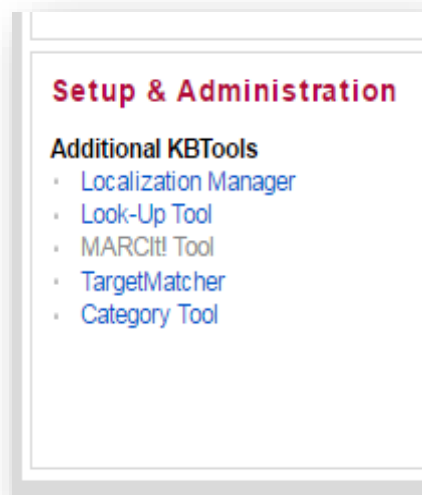 Setup & Administration
Additional KBTools
Localization Manager
Look-Up Tool
MARCIt! Tool
TargetMatcher
Category Tool